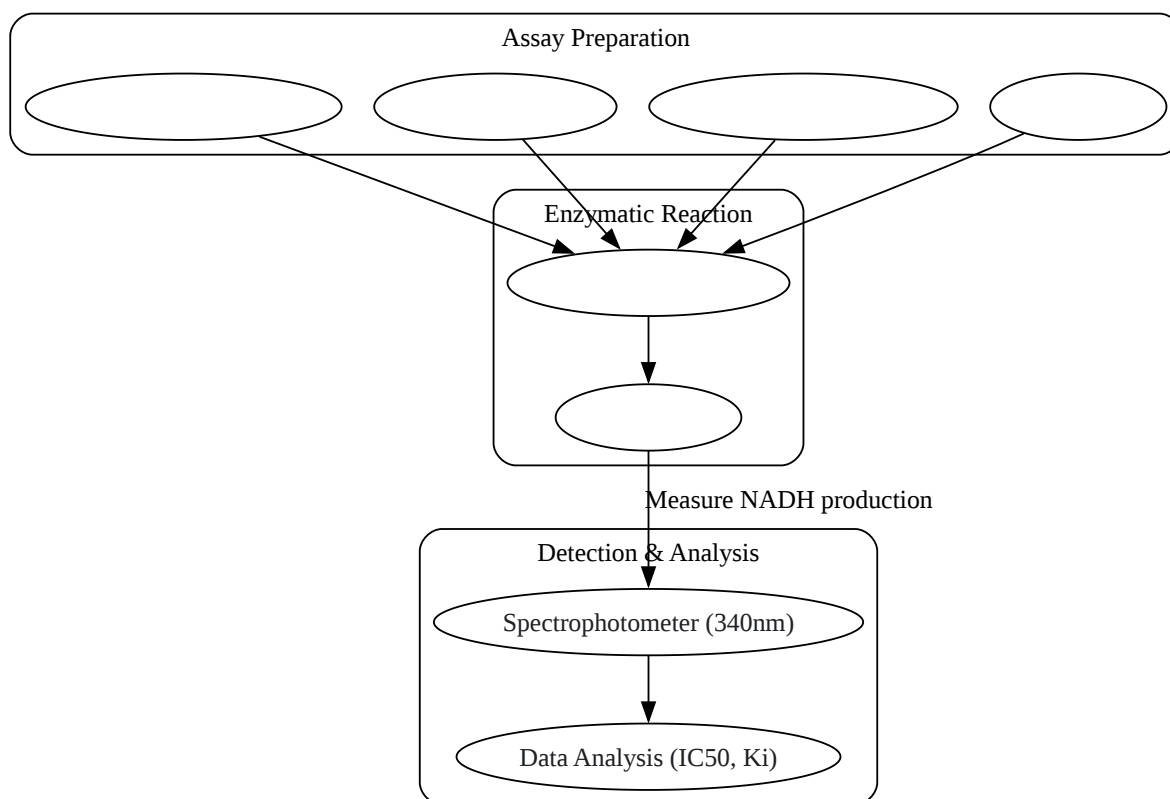 Assay Preparation
Enzymatic Reaction
Measure NADH production
Detection & Analysis
Spectrophotometer (340nm)
Data Analysis (IC50, Ki)